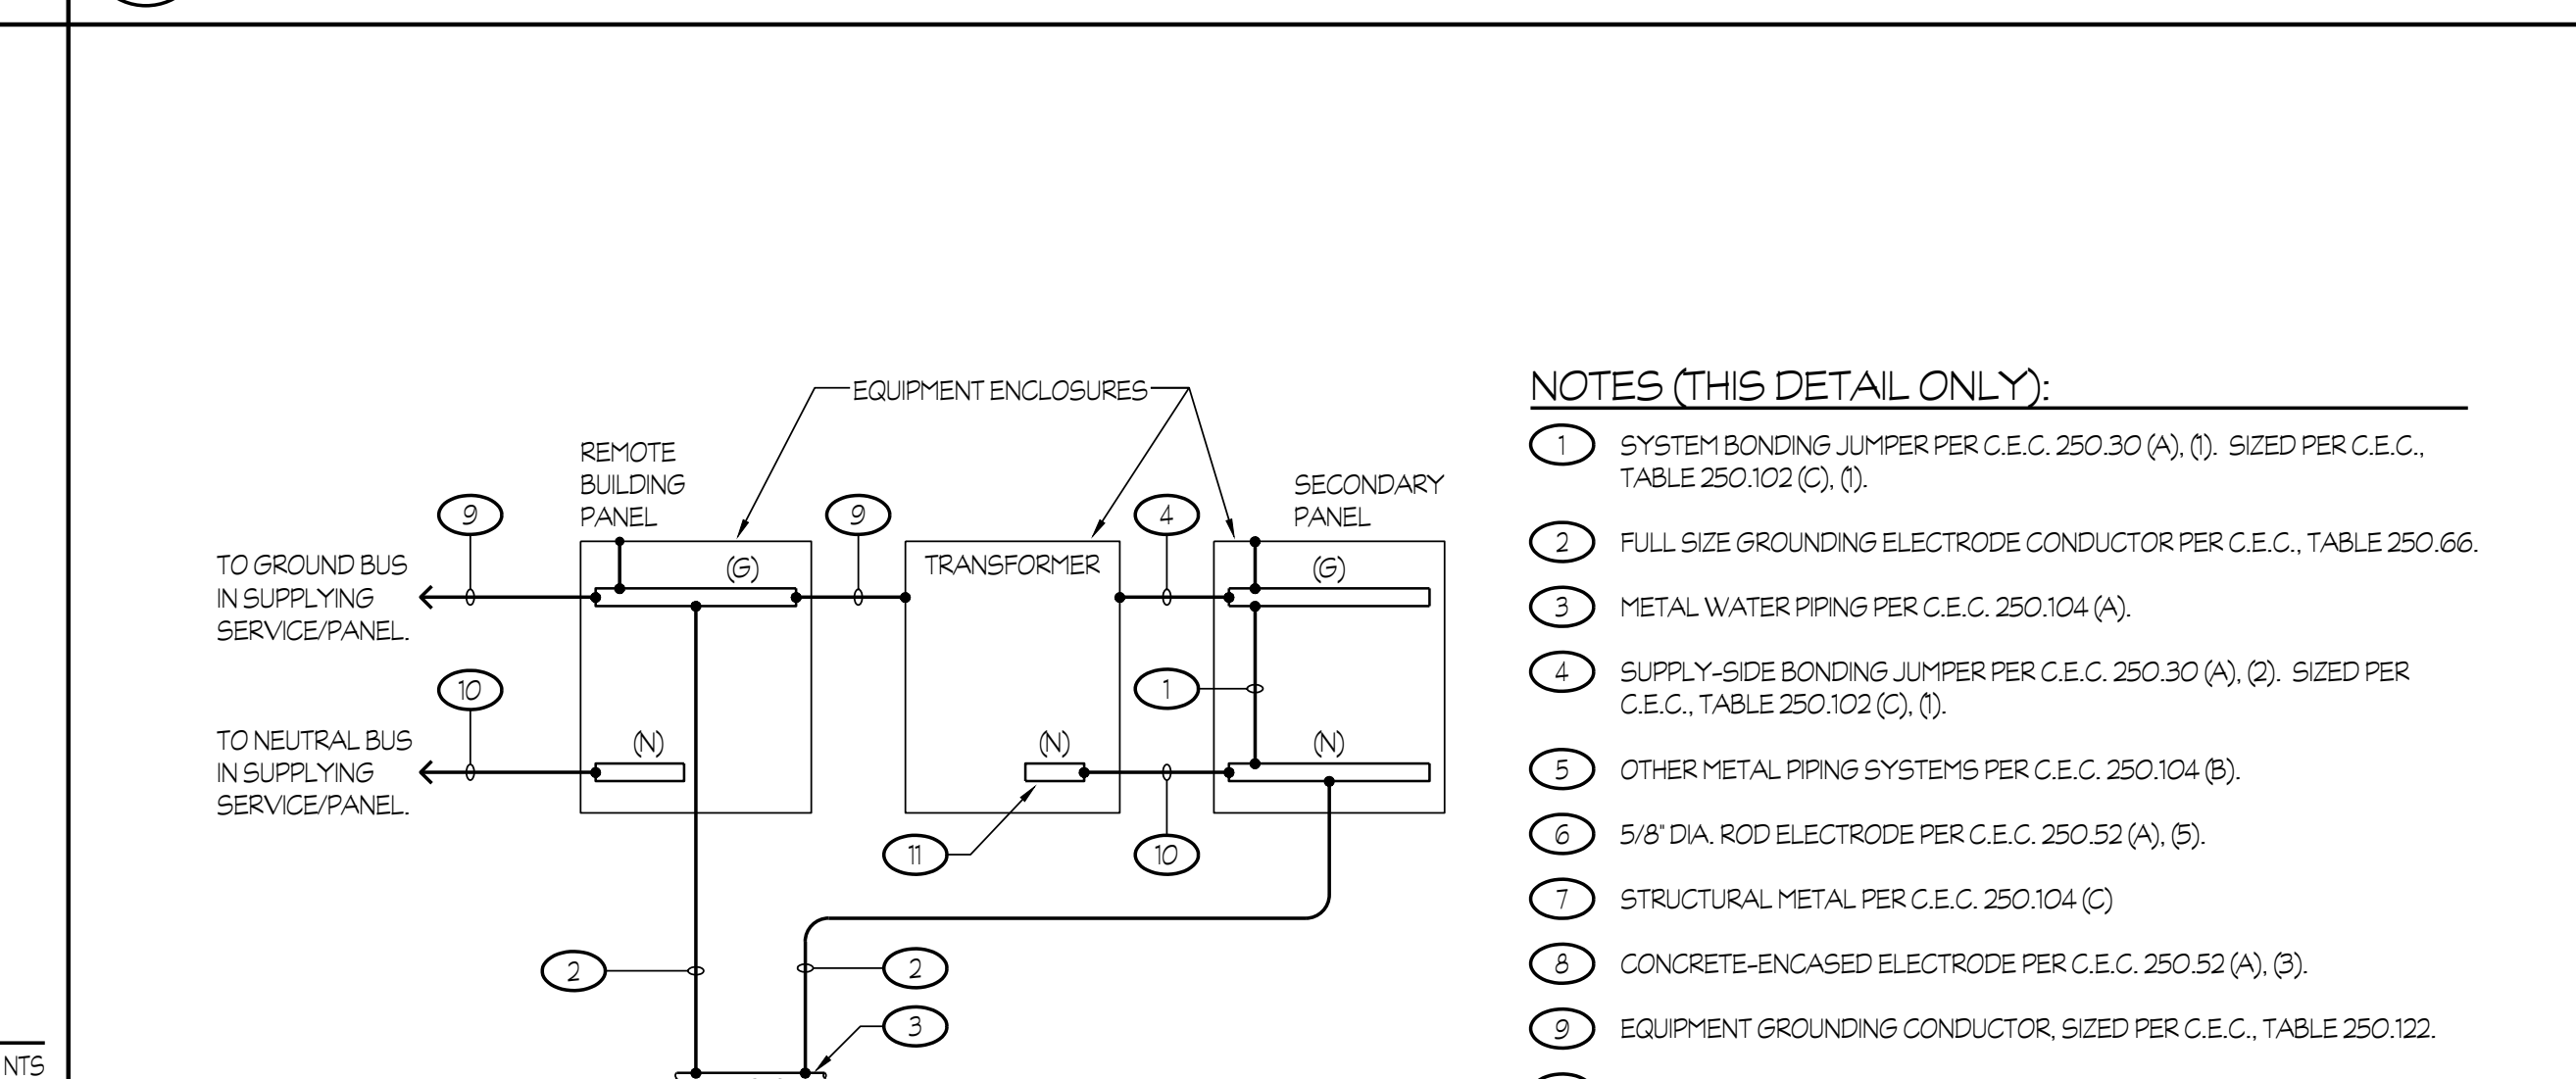 EQUIPMENT ENCLOSURES
REMOTE
BUILDING
PANEL
SECONDARY
PANEL
9
9
4
TO GROUND BUS
IN SUPPLYING
SERVICE/PANEL.
(G)
TRANSFORMER
(G)
10
1
TO NEUTRAL BUS
IN SUPPLYING
SERVICE/PANEL.
(N)
(N)
(N)
11
10
2
2
3
NTS
NOTES (THIS DETAIL ONLY):
1 SYSTEM BONDING JUMPER PER C.E.C. 250.30 (A), (1). SIZED PER C.E.C.,
TABLE 250.102 (C), (1).
2 FULL SIZE GROUNDING ELECTRODE CONDUCTOR PER C.E.C., TABLE 250.66.
3 METAL WATER PIPING PER C.E.C. 250.104 (A).
4 SUPPLY-SIDE BONDING JUMPER PER C.E.C. 250.30 (A), (2). SIZED PER
C.E.C., TABLE 250.102 (C), (1).
5 OTHER METAL PIPING SYSTEMS PER C.E.C. 250.104 (B).
6 5/8" DIA. ROD ELECTRODE PER C.E.C. 250.52 (A), (5).
7 STRUCTURAL METAL PER C.E.C. 250.104 (C)
8 CONCRETE-ENCASED ELECTRODE PER C.E.C. 250.52 (A), (3).
9 EQUIPMENT GROUNDING CONDUCTOR, SIZED PER C.E.C., TABLE 250.122.